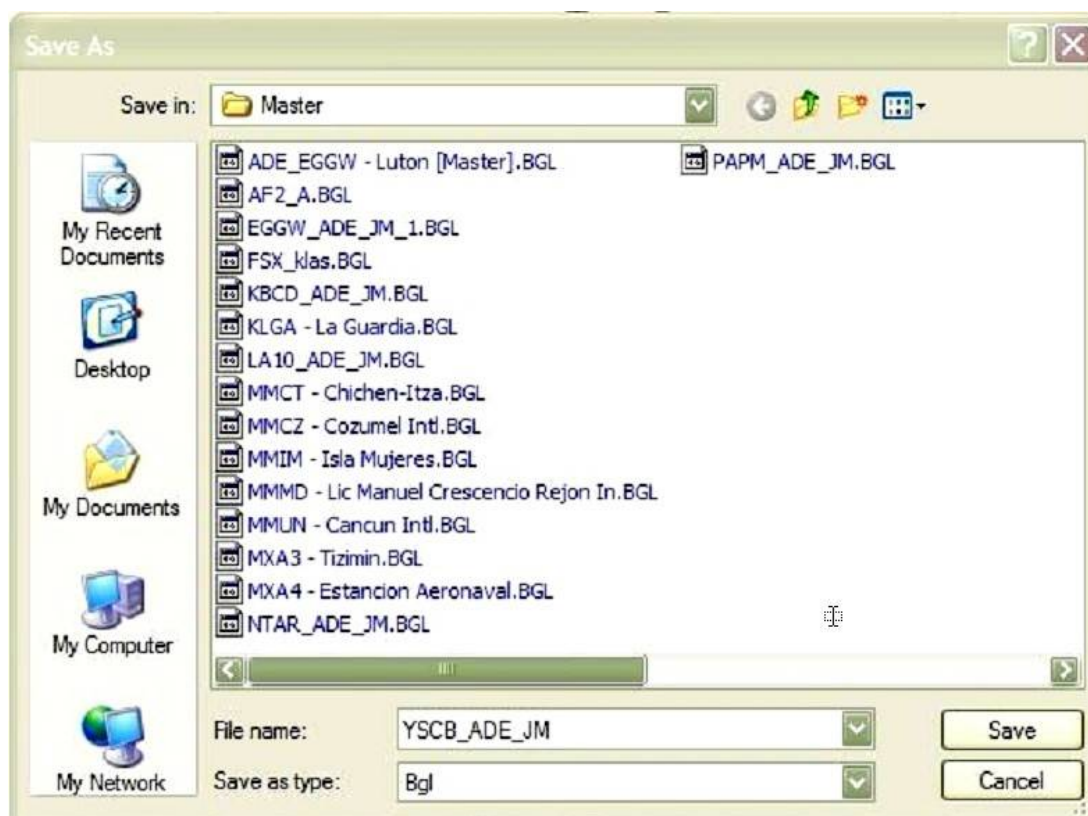 Save As
Save in: Master
My Recent Documents
Desktop
My Documents
My Computer
My Network
ADE_EGGW - Luton [Master].BGL
AF2_A.BGL
EGGW_ADE_JM_1.BGL
FSX_klas.BGL
KBCD_ADE_JM.BGL
KLGA - La Guardia.BGL
LA10_ADE_JM.BGL
MMCT - Chichen-Itza.BGL
MMCZ - Cozumel Intl.BGL
MMIM - Isla Mujeres.BGL
MMMD - Lic Manuel Crescencio Rejon In.BGL
MMUN - Cancun Intl.BGL
MXA3 - Tizimin.BGL
MXA4 - Estancion Aeronaval.BGL
NTAR_ADE_JM.BGL
PAPM_ADE_JM.BGL
File name: YSCB_ADE_JM
Save
Save as type: Bgl
Cancel